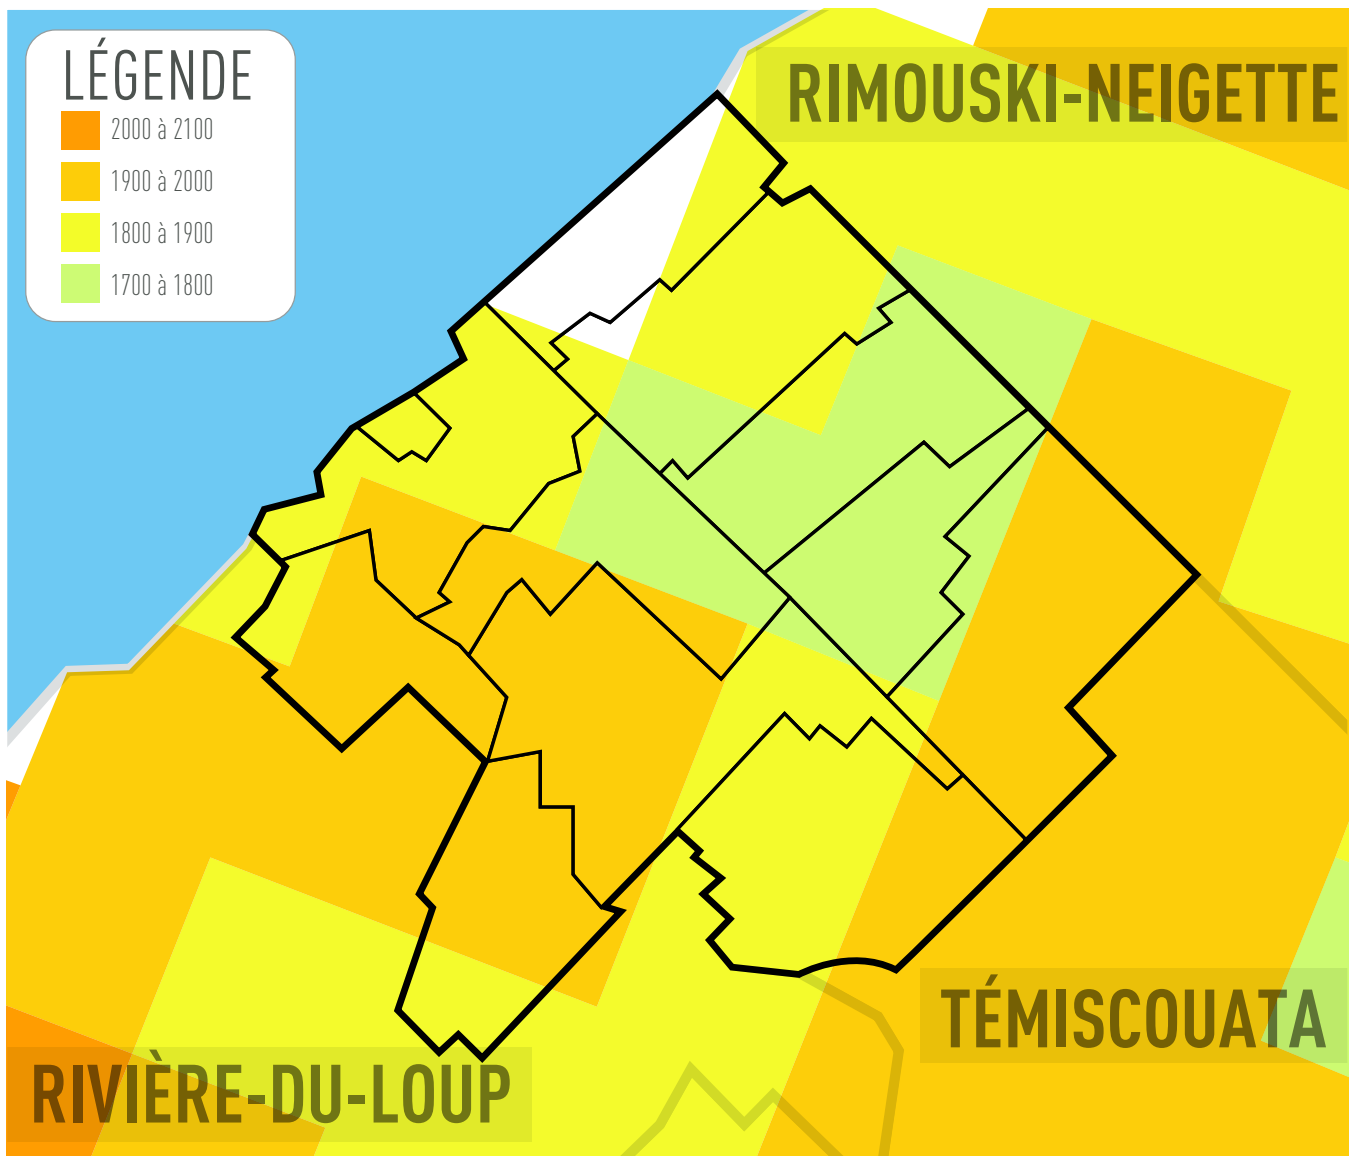 LÉGENDE
2000 à 2100
1900 à 2000
1800 à 1900
1700 à 1800
RIMOUSKI-NEIGETTE
TÉMISCOUATA
RIVIÈRE-DU-LOUP